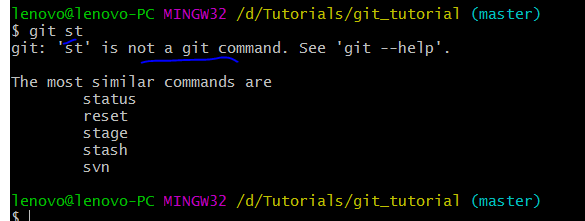 lenovo@lenovo-PC MINGW32 /d/Tutorials/git_tutorial (master)
$ git st
git: 'st' is not a git command. See 'git --help'.
The most similar commands are
status
reset
stage
stash
svn
lenovo@lenovo-PC MINGW32 /d/Tutorials/git_tutorial (master)
$